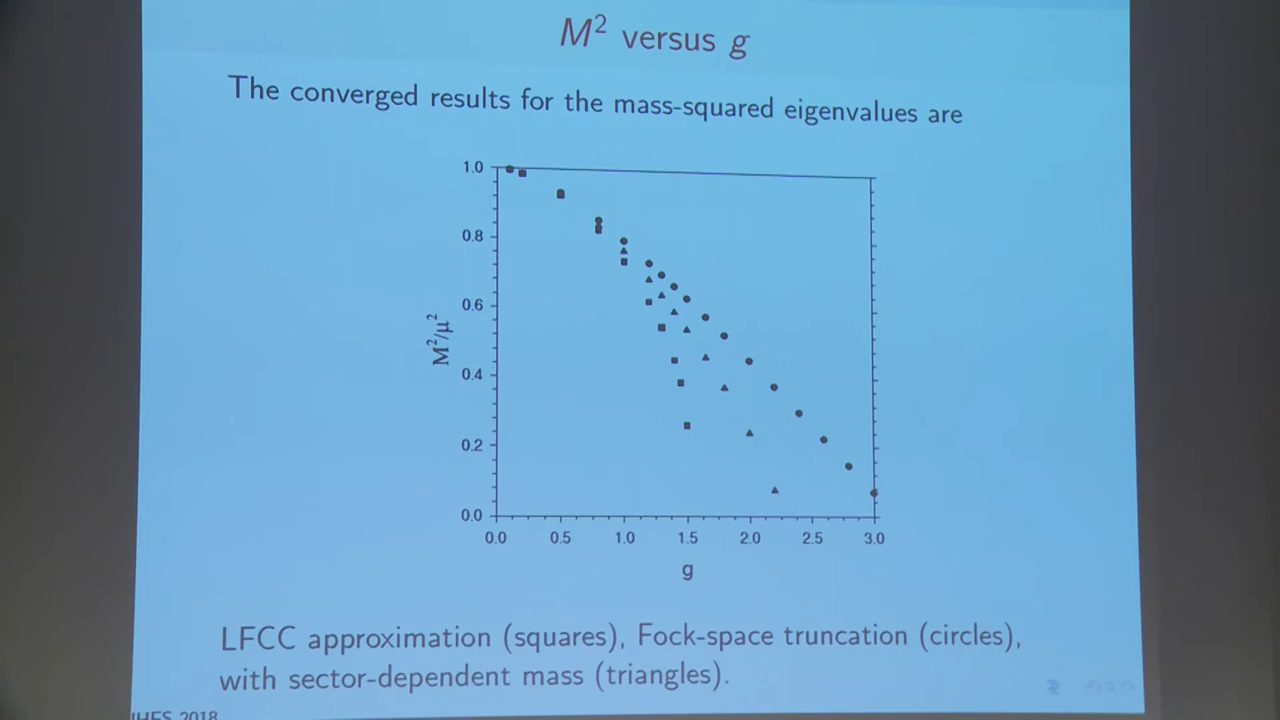 M² versus g
The converged results for the mass-squared eigenvalues are
1.0
0.8
0.6
0.4
0.2
0.0
M²/μ²
0.0 0.5 1.0 1.5 2.0 2.5 3.0
g
LFCC approximation (squares), Fock-space truncation (circles),
with sector-dependent mass (triangles).
IHES 2018